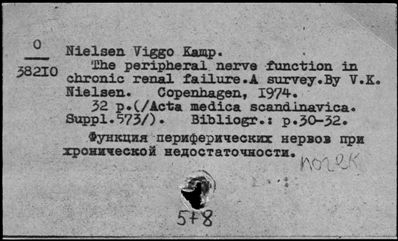 0
38210
Nielsen Viggo Kamp.
The peripheral nerve function in
chronic renal failure.A survey.By V.K.
Nielsen. Copenhagen, 1974.
32 p.(/Acta medica scandinavica.
Suppl.573/). Bibliogr.: p.30-32.
Функция периферических нервов при
хронической недостаточности.
почек
5+8